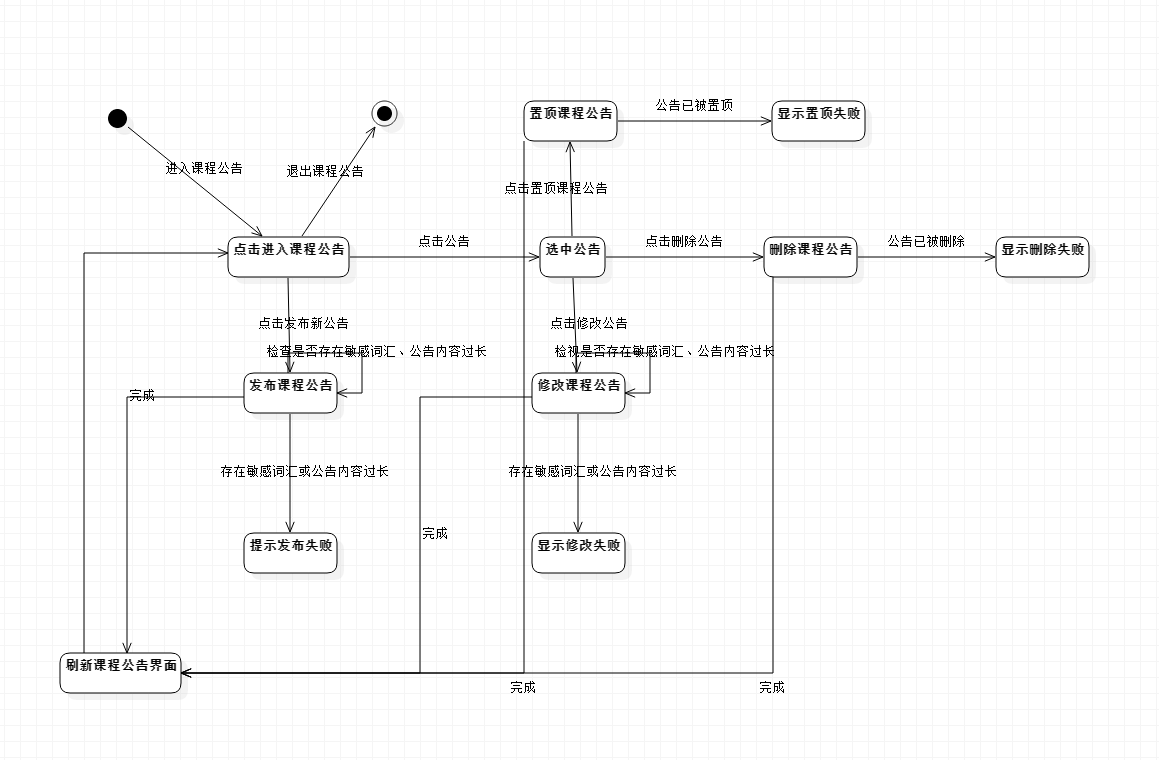 公告已被置顶
置顶课程公告
显示置顶失败
进入课程公告
退出课程公告
点击置顶课程公告
点击公告
点击删除公告
公告已被删除
点击进入课程公告
选中公告
删除课程公告
显示删除失败
点击发布新公告
点击修改公告
检查是否存在敏感词汇、公告内容过长
检视是否存在敏感词汇、公告内容过长
发布课程公告
修改课程公告
完成
存在敏感词汇或公告内容过长
存在敏感词汇或公告内容过长
完成
提示发布失败
显示修改失败
刷新课程公告界面
完成
完成